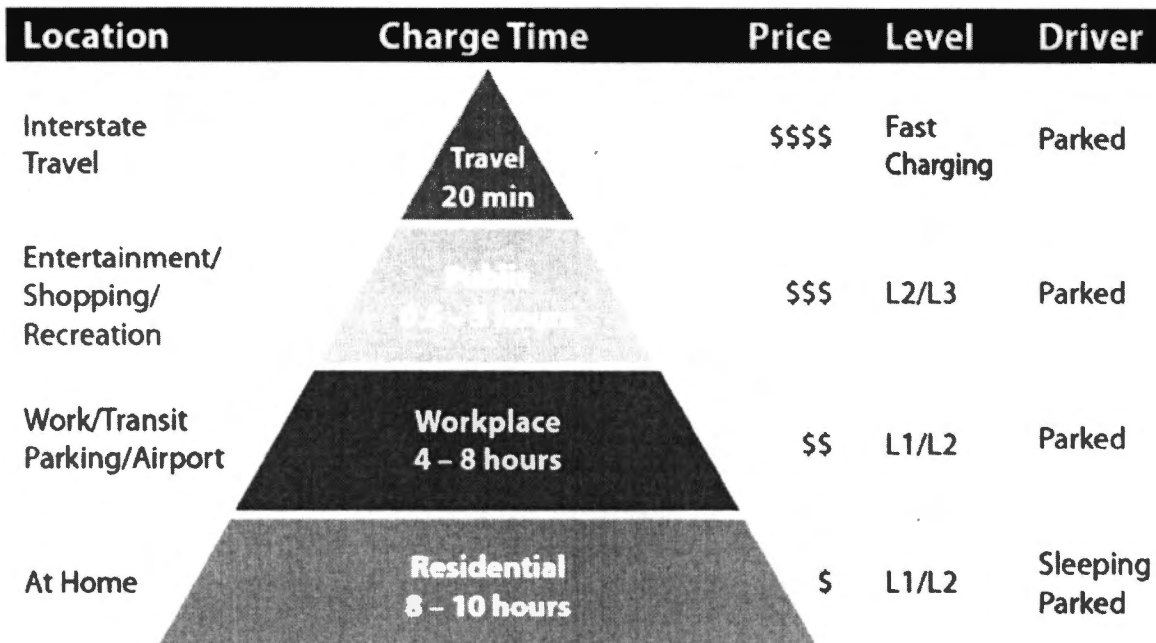 Location Charge Time Price Level Driver
Interstate
Travel
Travel
20 min
$$$$
Fast
Charging
Parked
Entertainment/
Shopping/
Recreation
Public
hours
$$$
L2/L3
Parked
Work/Transit
Parking/Airport
Workplace
4 – 8 hours
$$
L1/L2
Parked
At Home
Residential
8 – 10 hours
$
L1/L2
Sleeping
Parked